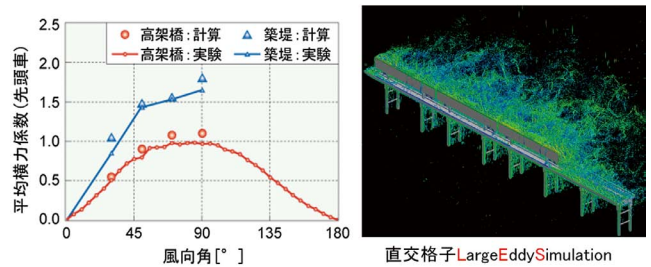 高架橋:計算 築堤:計算
高架橋:実験 築堤:実験
平均横力係数(先頭車)
2.5
2.0
1.5
1.0
0.5
0.0
0 45 90 135 180
風向角[°]
直交格子LargeEddySimulation